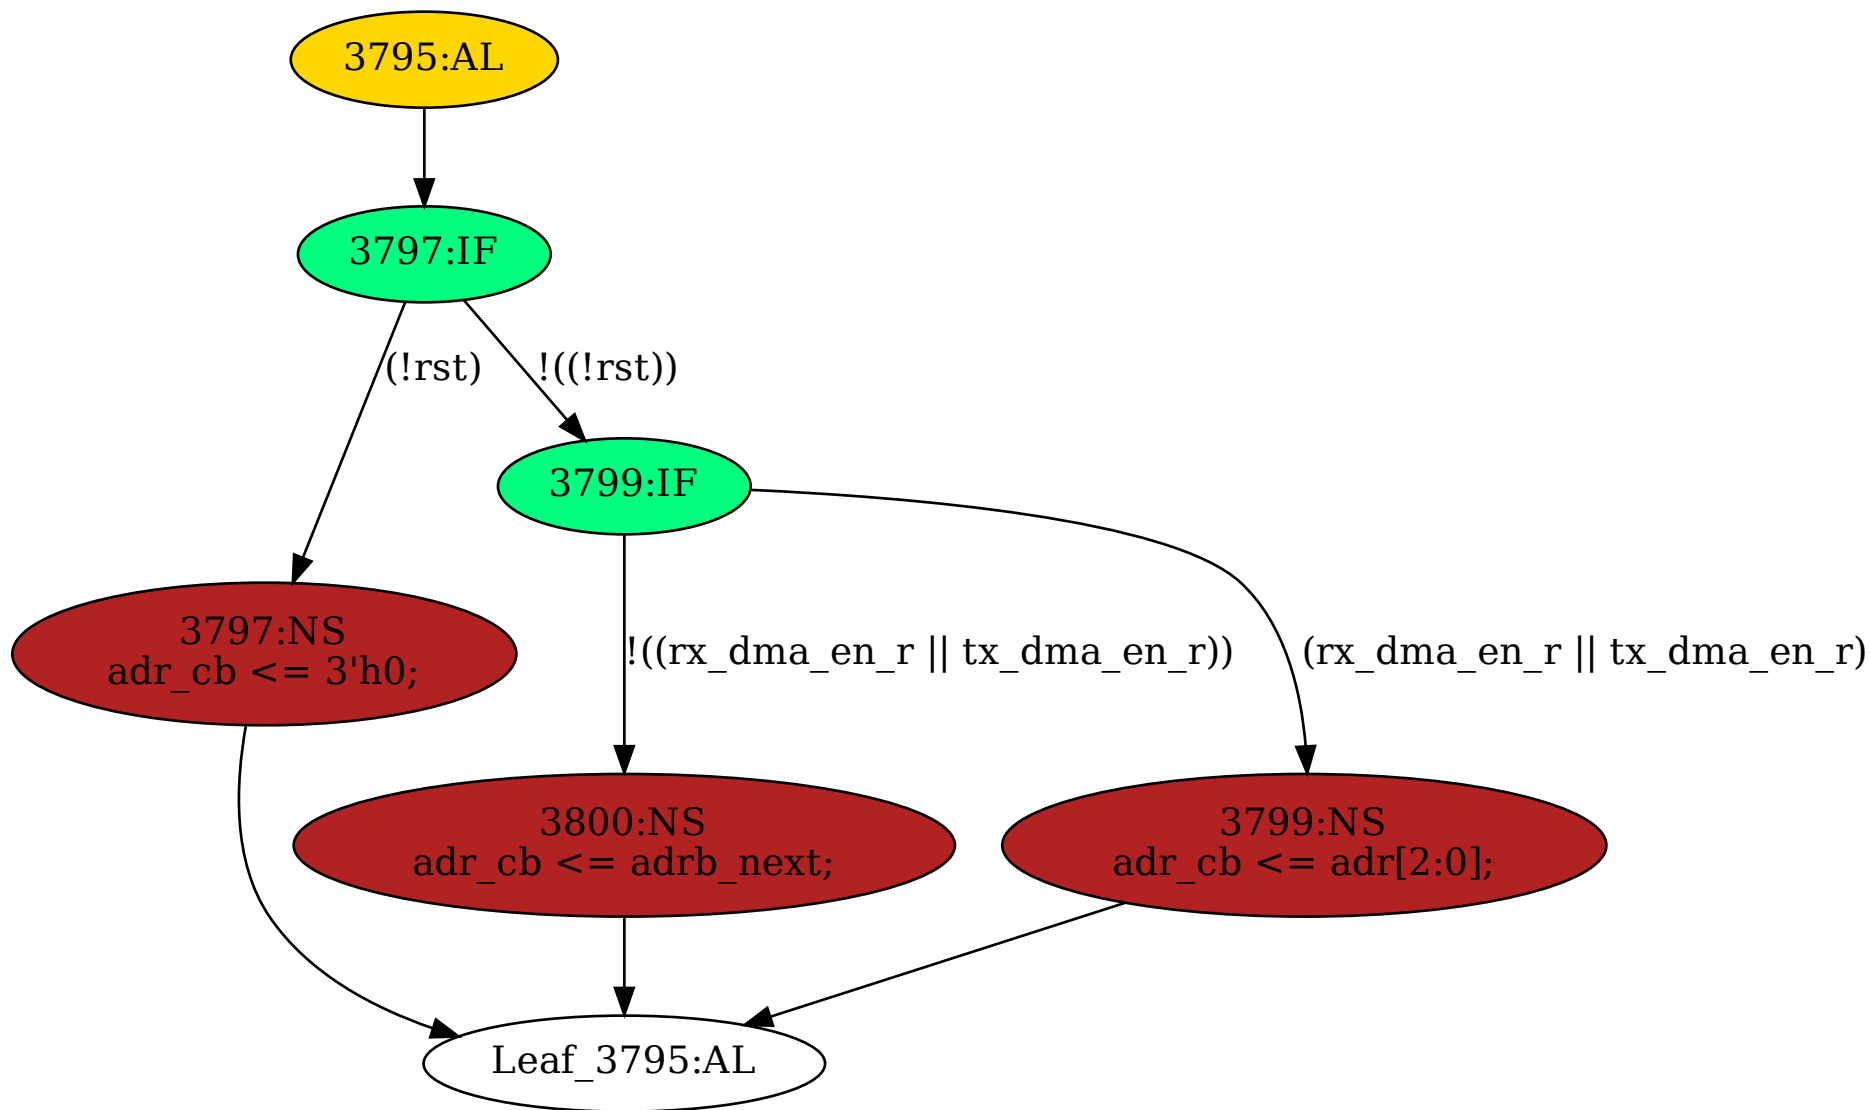 3795:AL
3797:IF
(!rst)
!((!rst))
3799:IF
3797:NS
adr_cb <= 3'h0;
!((rx_dma_en_r || tx_dma_en_r))
(rx_dma_en_r || tx_dma_en_r)
3800:NS
adr_cb <= adrb_next;
3799:NS
adr_cb <= adr[2:0];
Leaf_3795:AL